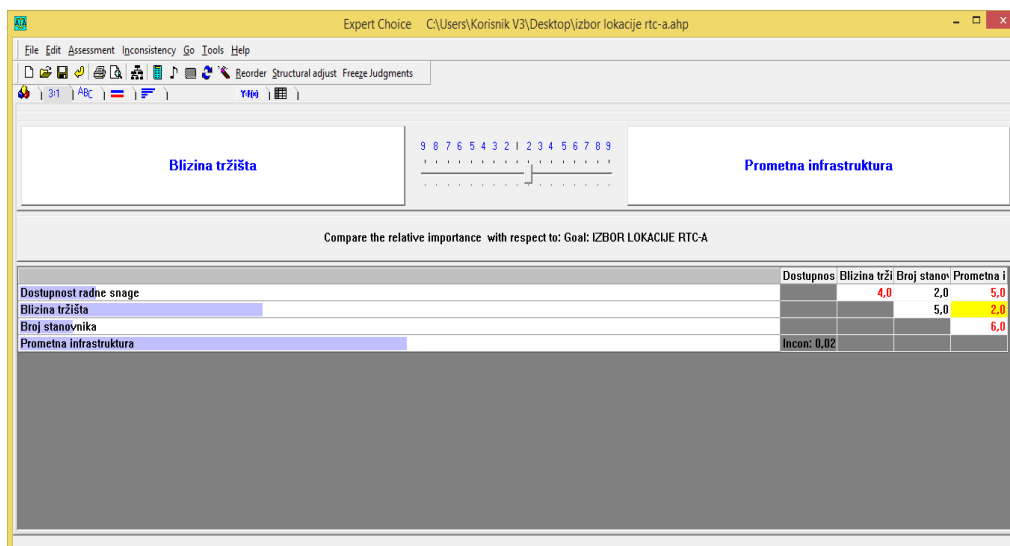 Expert Choice C:\Users\Korisnik V3\Desktop\izbor lokacije rtc-a.ahp
File Edit Assessment Inconsistency Go Tools Help
Reorder Structural adjust Freeze Judgments
3:1 ABC Y=f(x)
9 8 7 6 5 4 3 2 1 2 3 4 5 6 7 8 9
Blizina tržišta Prometna infrastruktura
Compare the relative importance with respect to: Goal: IZBOR LOKACIJE RTC-A
Dostupnos Blizina trži Broj stanov Prometna i
Dostupnost radne snage 4,0 2,0 5,0
Blizina tržišta 5,0 2,0
Broj stanovnika 6,0
Prometna infrastruktura Incon: 0,02